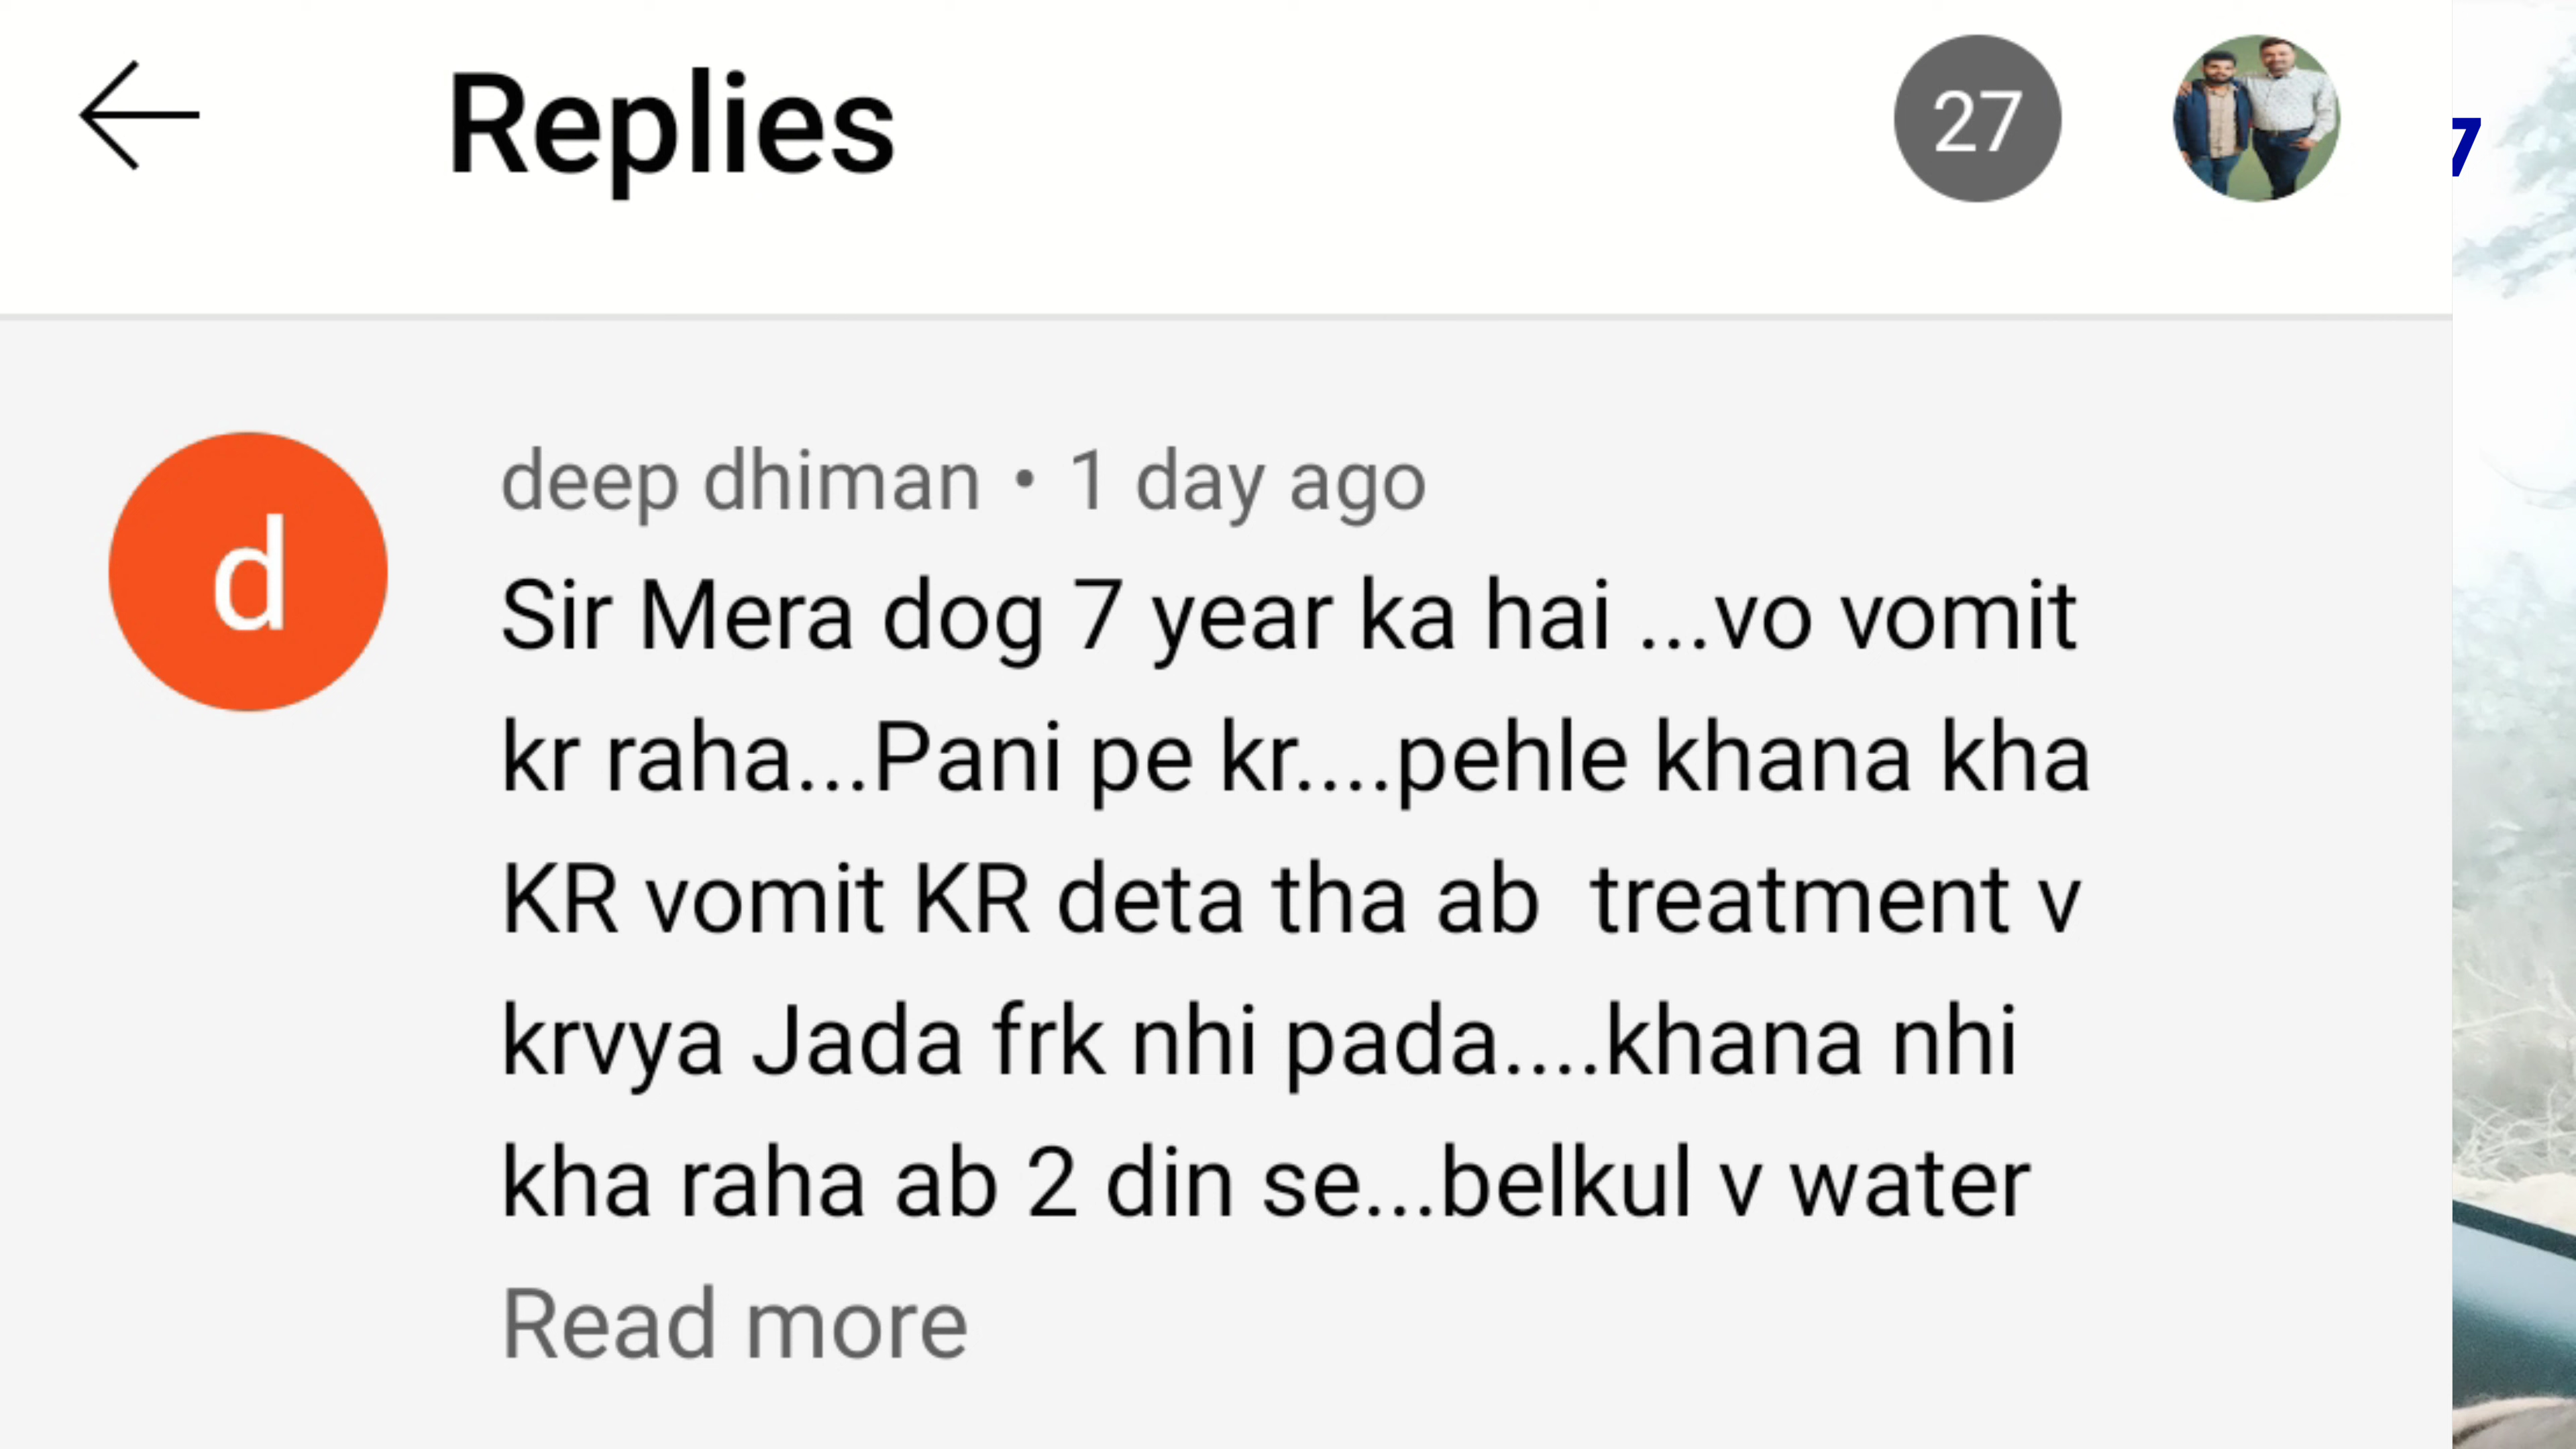 Replies
27
7
d
deep dhiman • 1 day ago
Sir Mera dog 7 year ka hai ...vo vomit
kr raha...Pani pe kr....pehle khana kha
KR vomit KR deta tha ab  treatment v
krvya Jada frk nhi pada....khana nhi
kha raha ab 2 din se...belkul v water
Read more